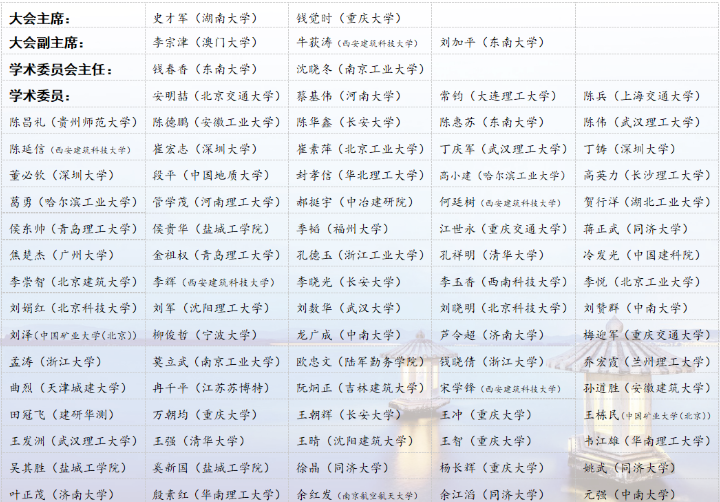 大会主席： 史才军（湖南大学） 钱觉时（重庆大学）
大会副主席： 李宗津（澳门大学） 牛荻涛（西安建筑科技大学） 刘加平（东南大学）
学术委员会主任： 钱春香（东南大学） 沈晓冬（南京工业大学）
学术委员： 安明喆（北京交通大学） 蔡基伟（河南大学） 常钧（大连理工大学） 陈兵（上海交通大学）
陈昌礼（贵州师范大学） 陈德鹏（安徽工业大学） 陈华鑫（长安大学） 陈惠苏（东南大学） 陈伟（武汉理工大学）
陈延信（西安建筑科技大学） 崔宏志（深圳大学） 崔素萍（北京工业大学） 丁庆军（武汉理工大学） 丁铸（深圳大学）
董必钦（深圳大学） 段平（中国地质大学） 封孝信（华北理工大学） 高小建（哈尔滨工业大学） 高英力（长沙理工大学）
葛勇（哈尔滨工业大学） 管学茂（河南理工大学） 郝挺宇（中冶建研院） 何廷树（西安建筑科技大学） 贺行洋（湖北工业大学）
侯东帅（青岛理工大学） 侯贵华（盐城工学院） 季韬（福州大学） 江世永（重庆交通大学） 蒋正武（同济大学）
焦楚杰（广州大学） 金祖权（青岛理工大学） 孔德玉（浙江工业大学） 孔祥明（清华大学） 冷发光（中国建科院）
李崇智（北京建筑大学） 李辉（西安建筑科技大学） 李晓光（长安大学） 李玉香（西南科技大学） 李悦（北京工业大学）
刘娟红（北京科技大学） 刘军（沈阳理工大学） 刘数华（武汉大学） 刘晓明（北京科技大学） 刘赞群（中南大学）
刘泽(中国矿业大学(北京)) 柳俊哲（宁波大学） 龙广成（中南大学） 芦令超（济南大学） 梅迎军（重庆交通大学）
孟涛（浙江大学） 莫立武（南京工业大学） 欧忠文（陆军勤务学院） 钱晓倩（浙江大学） 乔宏霞（兰州理工大学）
曲烈（天津城建大学） 冉千平（江苏苏博特） 阮炯正（吉林建筑大学） 宋学锋（西安建筑科技大学） 孙道胜（安徽建筑大学）
田冠飞（建研华测） 万朝均（重庆大学） 王朝辉（长安大学） 王冲（重庆大学） 王栋民(中国矿业大学(北京))
王发洲（武汉理工大学） 王强（清华大学） 王晴（沈阳建筑大学） 王智（重庆大学） 韦江雄（华南理工大学）
吴其胜（盐城工学院） 奚新国（盐城工学院） 徐晶（同济大学） 杨长辉（重庆大学） 姚武（同济大学）
叶正茂（济南大学） 殷素红（华南理工大学） 余红发（南京航空航天大学） 余江滔（同济大学） 元强（中南大学）